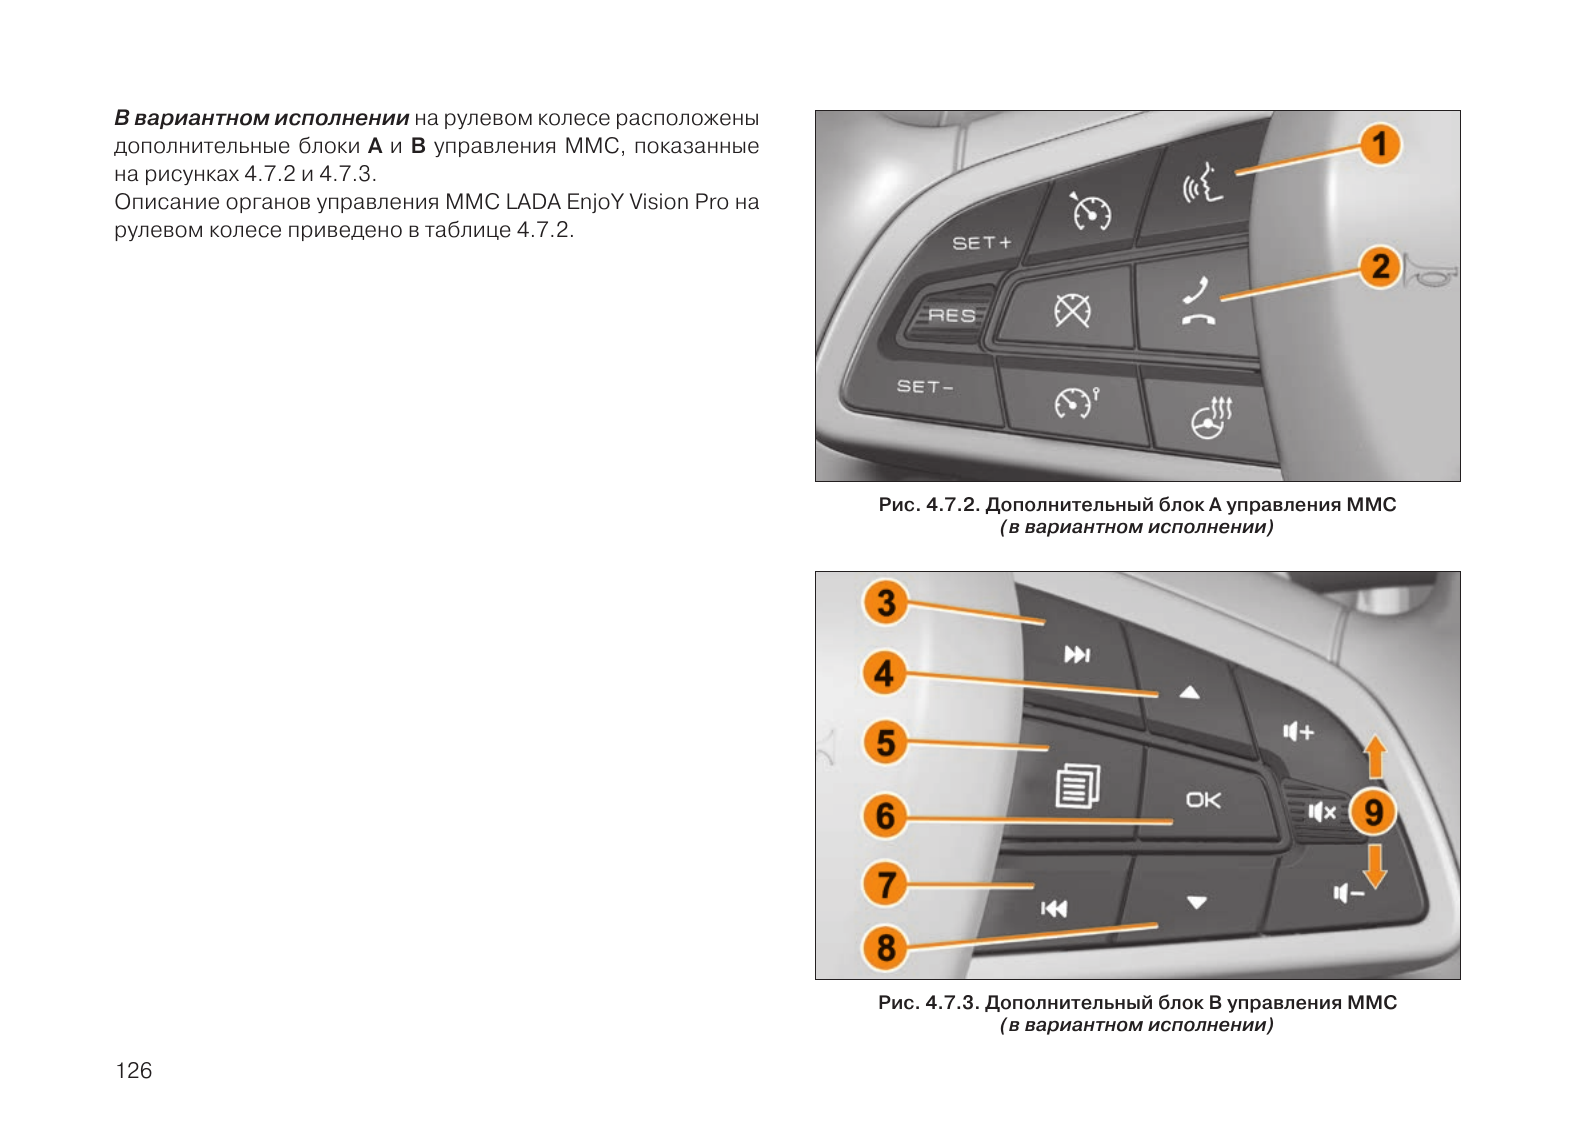 В вариантном исполнении на рулевом колесе расположены
дополнительные блоки А и В управления ММС, показанные
на рисунках 4.7.2 и 4.7.3.
Описание органов управления ММС LADA EnjoY Vision Pro на
рулевом колесе приведено в таблице 4.7.2.
1
SET+
2
RES
SET-
Рис. 4.7.2. Дополнительный блок А управления ММС
(в вариантном исполнении)
3
4
5
OK
6
9
7
8
Рис. 4.7.3. Дополнительный блок В управления ММС
(в вариантном исполнении)
126